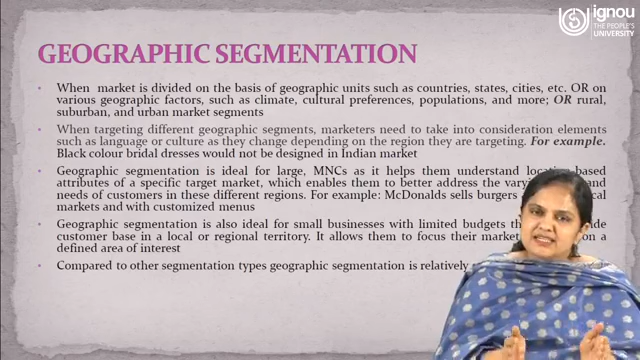 ignou
THE PEOPLE'S
UNIVERSITY
GEOGRAPHIC SEGMENTATION
• When market is divided on the basis of geographic units such as countries, states, cities, etc. OR on
various geographic factors, such as climate, cultural preferences, populations, and more; OR rural,
suburban, and urban market segments
• When targeting different geographic segments, marketers need to take into consideration elements
such as language or culture as they change depending on the region they are targeting. For example.
Black colour bridal dresses would not be designed in Indian market
• Geographic segmentation is ideal for large, MNCs as it helps them understand based
attributes of a specific target market, which enables them to better address the and
needs of customers in these different regions. For example: McDonalds sells burgers
markets and with customized menus
• Geographic segmentation is also ideal for small businesses with limited budgets
customer base in a local or regional territory. It allows them to focus their on a
defined area of interest
• Compared to other segmentation types geographic segmentation is relatively